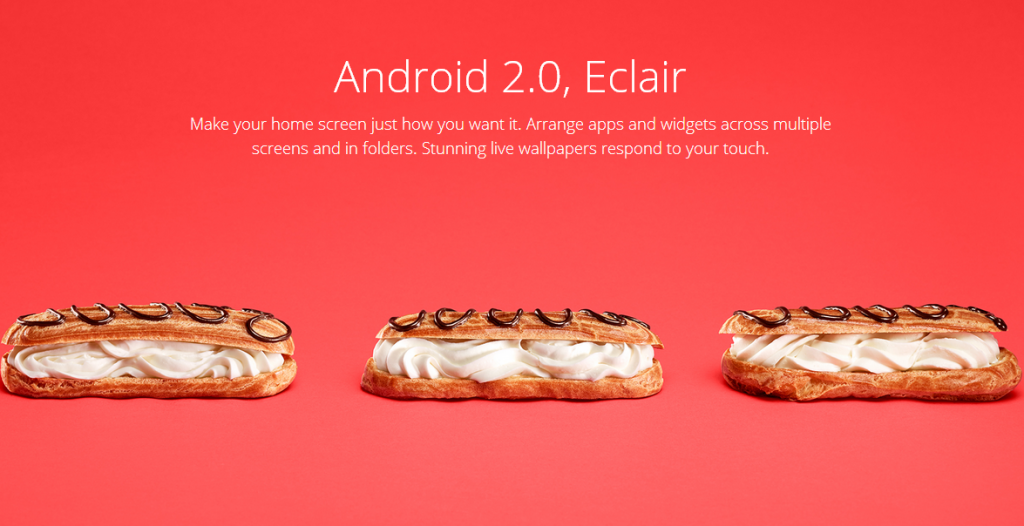 Android 2.0, Eclair
Make your home screen just how you want it. Arrange apps and widgets across multiple
screens and in folders. Stunning live wallpapers respond to your touch.